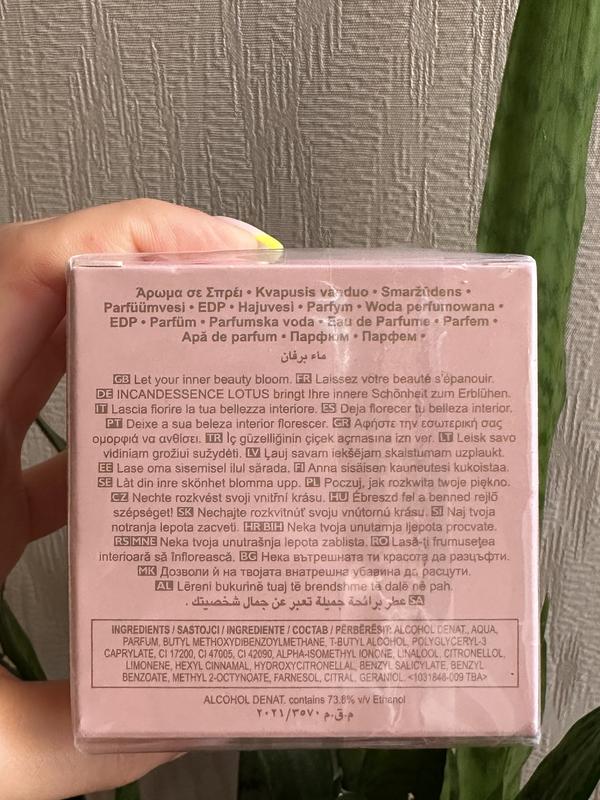 Άρωμα σε Σπρέι • Kvapusis vanduo • Smaržūdens •
Parfüümvesi • EDP • Hajuvesi • Parfym • Woda perfumowana •
EDP • Parfüm • Parfumska voda • Eau de Parfume • Parfem •
Apă de parfum • Парфюм • Парфем •
ماء برفان
GB Let your inner beauty bloom. FR Laissez votre beauté s'épanouir.
DE INCANDESSENCE LOTUS bringt Ihre innere Schönheit zum Erblühen.
IT Lascia fiorire la tua bellezza interiore. ES Deja florecer tu belleza interior.
PT Deixe a sua beleza interior florescer. GR Αφήστε την εσωτερική σας
ομορφιά να ανθίσει. TR İç güzelliğinin çiçek açmasına izn ver. LT Leisk savo
vidiniam grožiui sužydėti. LV Ļauj savam iekšējam skaistumam uzplaukt.
EE Lase oma sisemisel ilul särada. FI Anna sisäisen kauneutesi kukoistaa.
SE Låt din inre skönhet blomma upp. PL Poczuj, jak rozkwita twoje piękno.
CZ Nechte rozkvést svoji vnitřní krásu. HU Ébreszd fel a benned rejlő
szépséget! SK Nechajte rozkvitnúť svoju vnútornú krásu. SI Naj tvoja
notranja lepota zacveti. HR BIH Neka tvoja unutarnja ljepota procvate.
RS MNE Neka tvoja unutrašnja lepota zablista. RO Lasă-ţi frumuseţea
interioară să înflorească. BG Нека вътрешната ти красота да разцъфти.
MK Дозволи ѝ на твојата внатрешна убавина да расцути.
AL Lëreni bukurinë tuaj të brendshme të dalë në pah.
SA عطر برائحة جميلة تعبر عن جمال شخصيتك .
INGREDIENTS / SASTOJCI / INGREDIENTE / СОСТАВ / PËRBËRËSIT: ALCOHOL DENAT., AQUA,
PARFUM, BUTYL METHOXYDIBENZOYLMETHANE, T-BUTYL ALCOHOL, POLYGLYCERYL-3
CAPRYLATE, CI 17200, CI 47005, CI 42090, ALPHA-ISOMETHYL IONONE, LINALOOL, CITRONELLOL,
LIMONENE, HEXYL CINNAMAL, HYDROXYCITRONELLAL, BENZYL SALICYLATE, BENZYL
BENZOATE, METHYL 2-OCTYNOATE, FARNESOL, CITRAL, GERANIOL. <1031848-009 TBA>
ALCOHOL DENAT. contains 73.8% v/v Ethanol
م.ق.م ٢٠٢١/٣٥٧٠